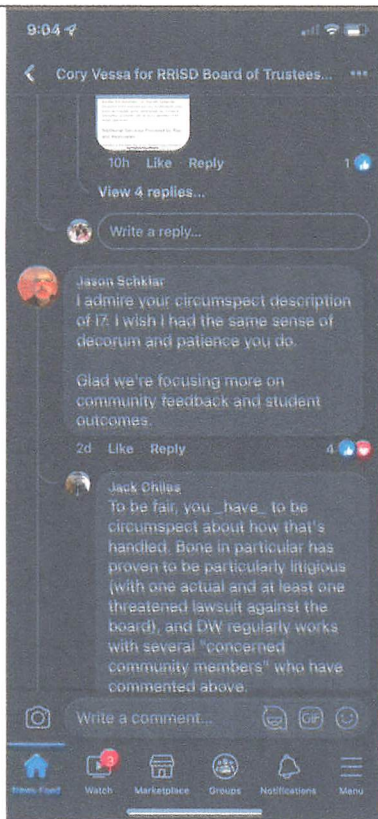 9:04
Cory Vessa for RRISD Board of Trustees...
10h Like Reply 1
View 4 replies...
Write a reply...
Jason Schklar
I admire your circumspect description
of I7. I wish I had the same sense of
decorum and patience you do.
Glad we're focusing more on
community feedback and student
outcomes.
2d Like Reply 4
Jack Chiles
To be fair, you _have_ to be
circumspect about how that's
handled. Bone in particular has
proven to be particularly litigious
(with one actual and at least one
threatened lawsuit against the
board), and DW regularly works
with several "concerned
community members" who have
commented above.
Write a comment...
GIF
3
News Feed Watch Marketplace Groups Notifications Menu